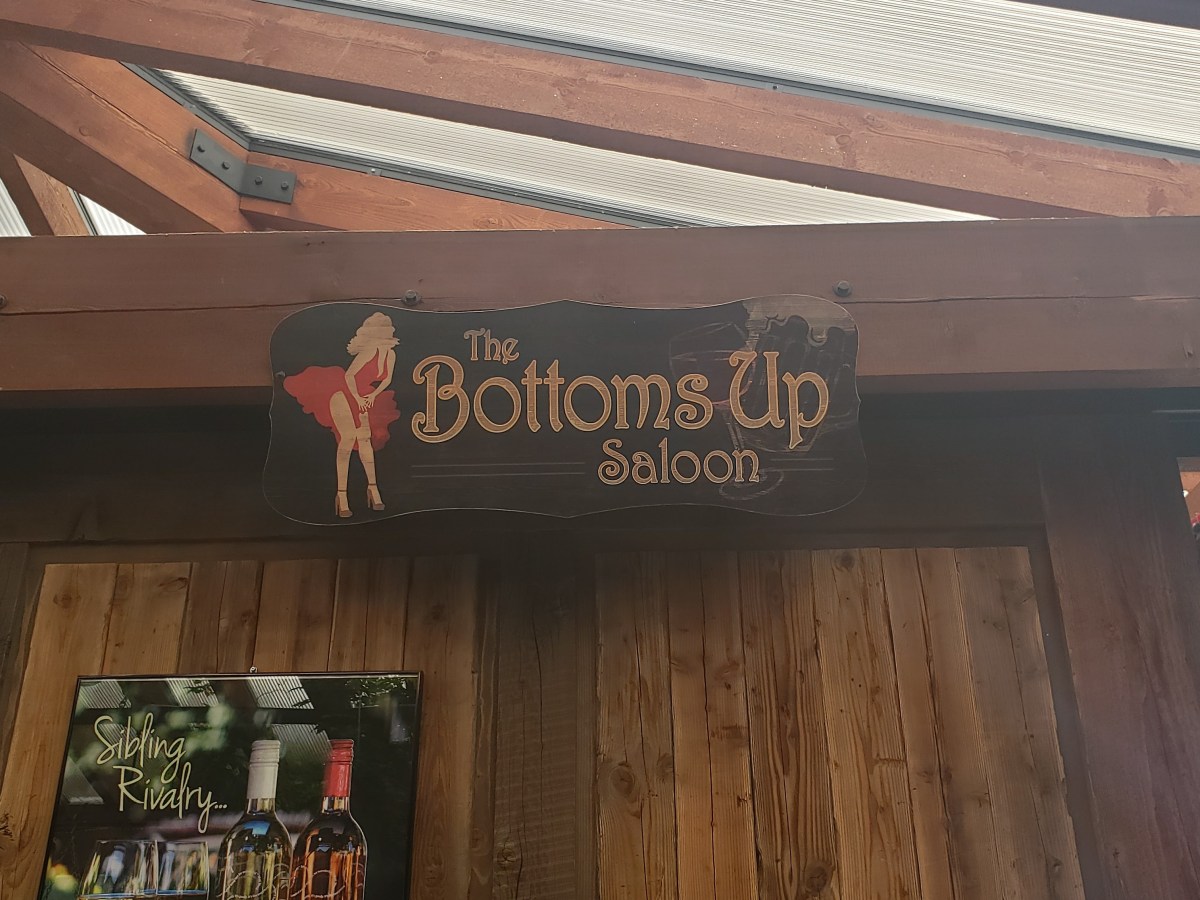 The
Bottoms Up
Saloon
Sibling
Rivalry...